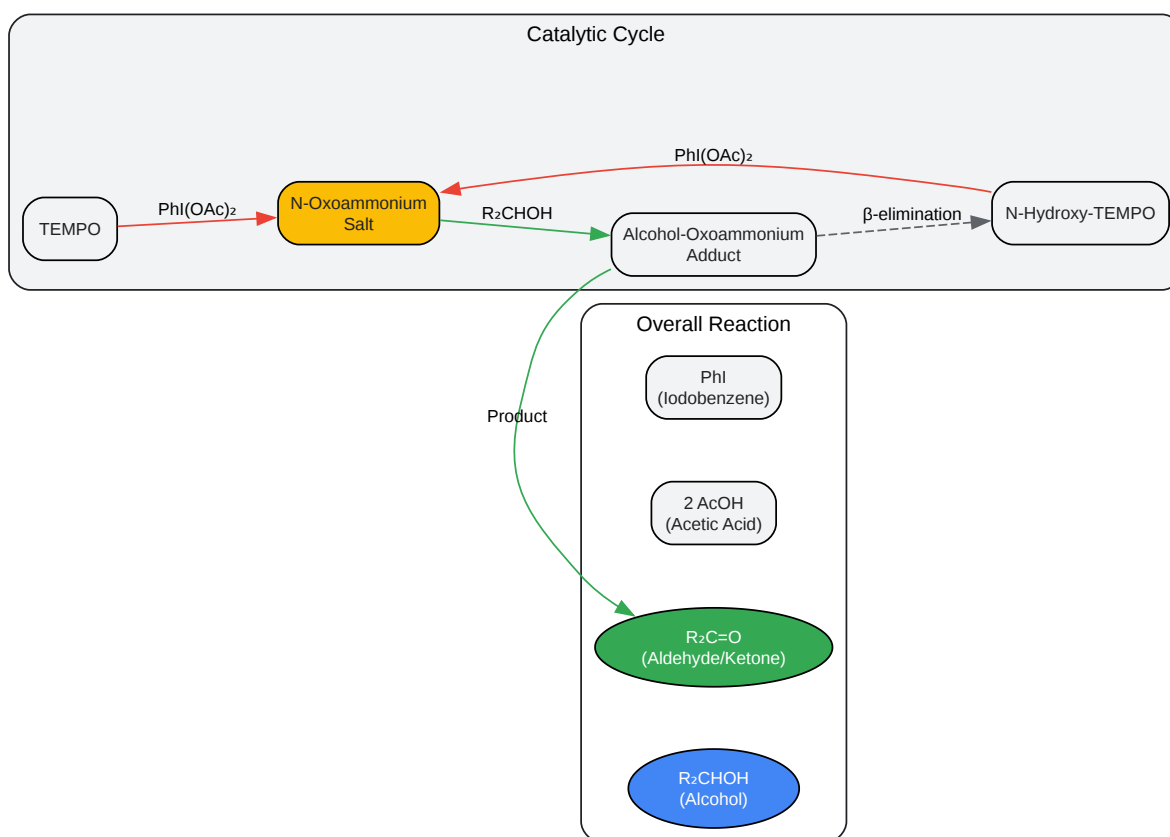 Catalytic Cycle
PhI(OAc)₂
PhI(OAc)₂
TEMPO
N-Oxoammonium
Salt
R₂CHOH
Alcohol-Oxoammonium
Adduct
β-elimination
N-Hydroxy-TEMPO
Overall Reaction
PhI
(Iodobenzene)
Product
2 AcOH
(Acetic Acid)
R₂C=O
(Aldehyde/Ketone)
R₂CHOH
(Alcohol)